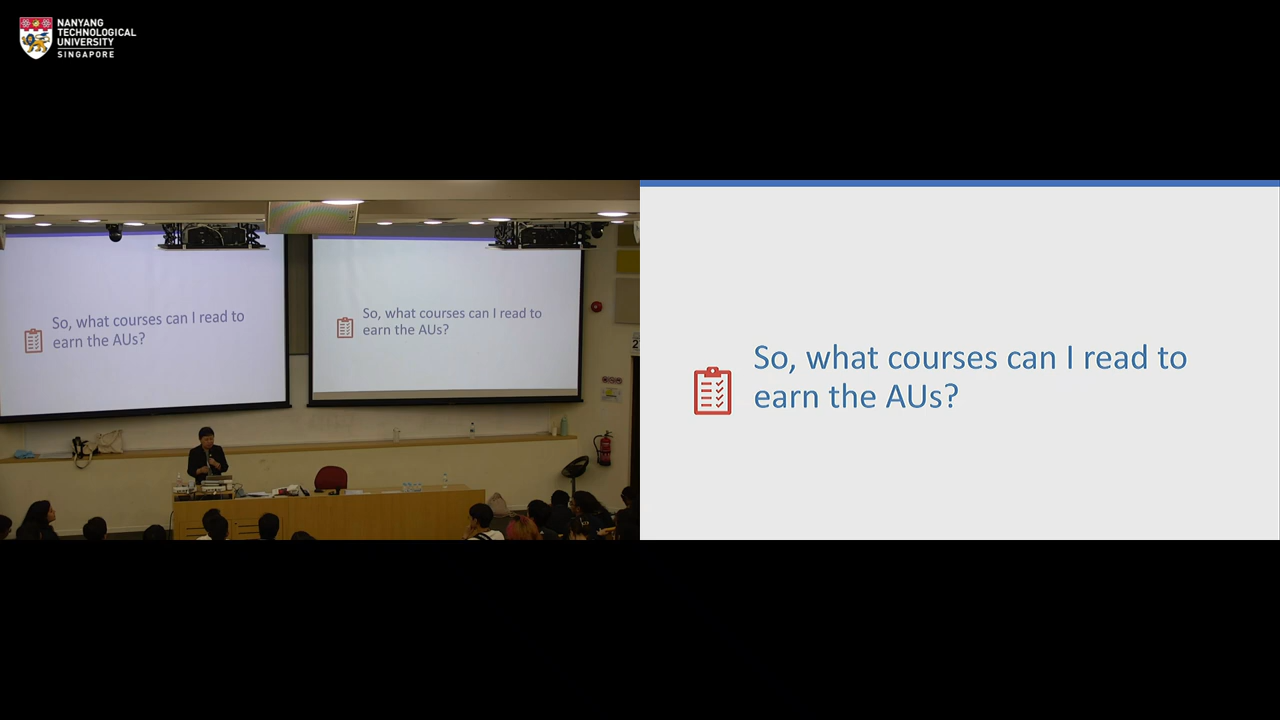 NANYANG
TECHNOLOGICAL
UNIVERSITY
SINGAPORE
So, what courses can I read to
earn the AUs?
So, what courses can I read to
earn the AUs?
So, what courses can I read to
earn the AUs?
2